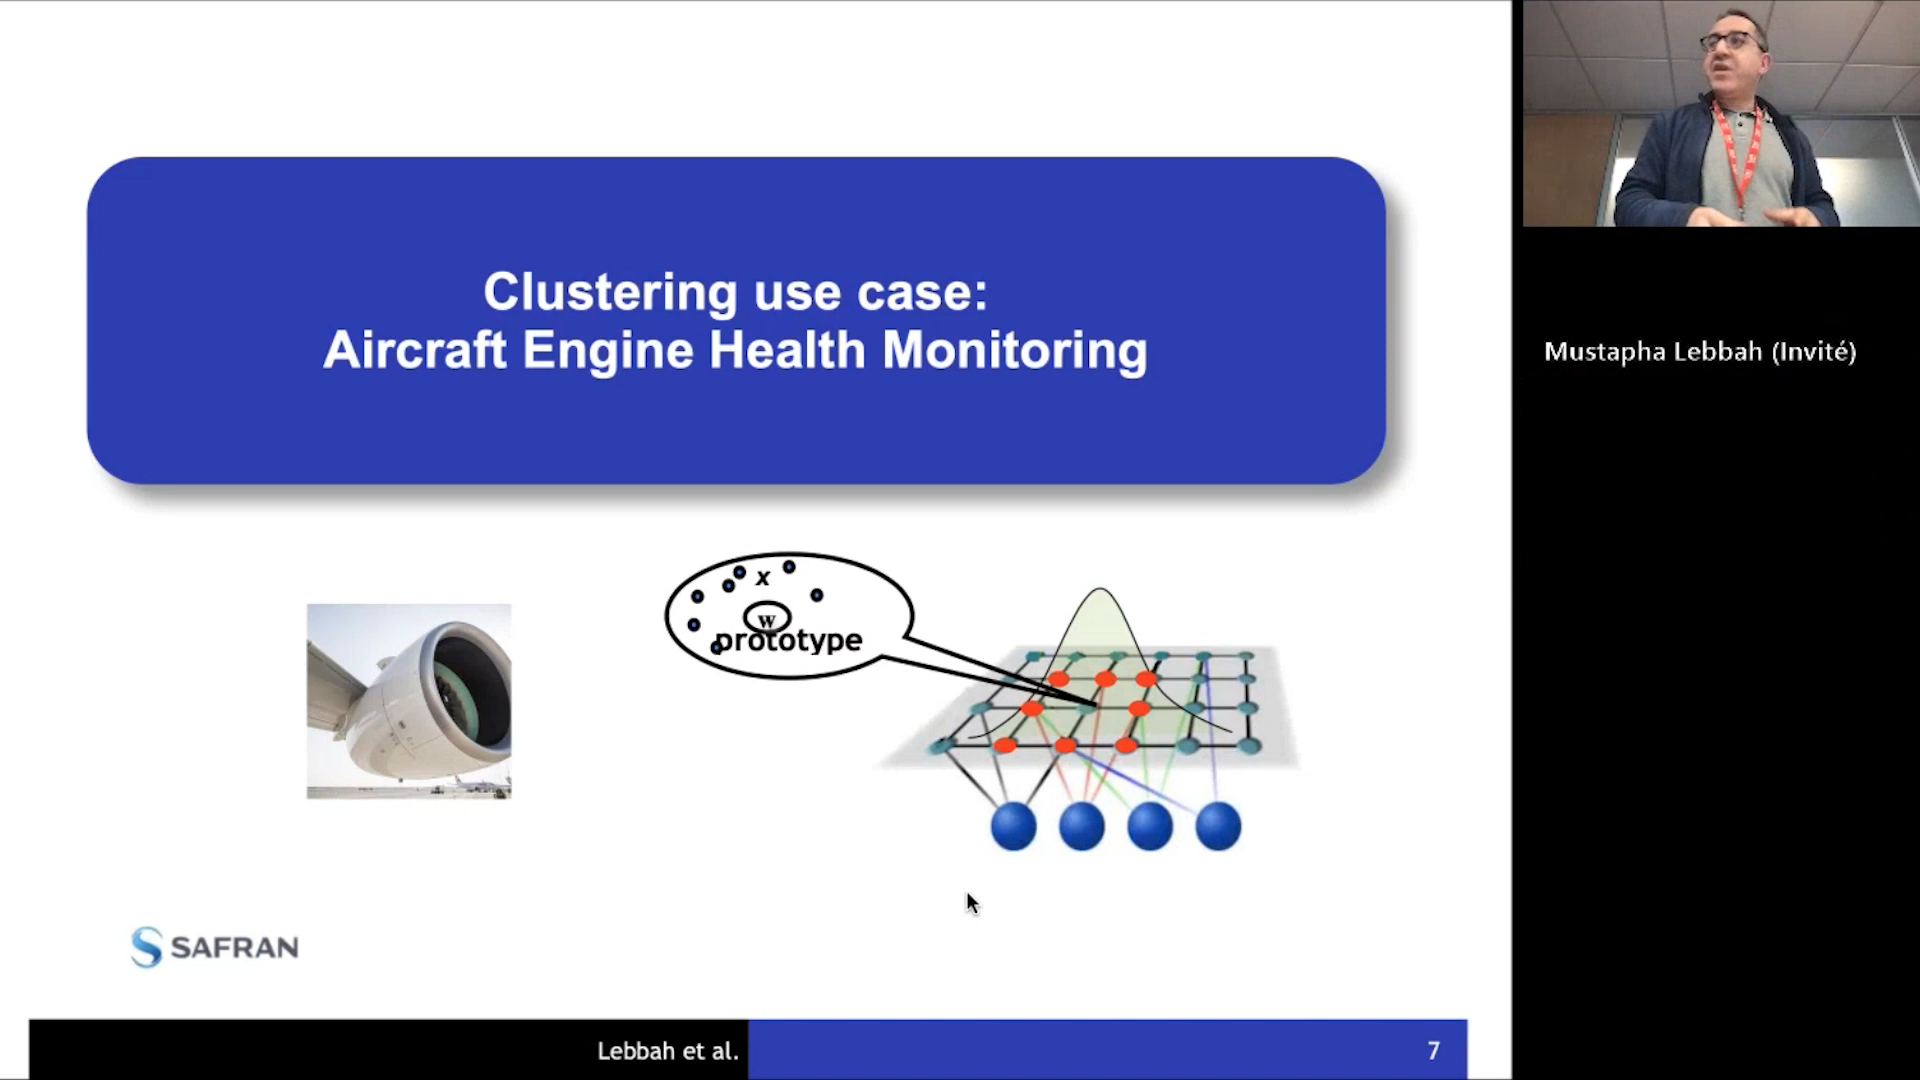 Clustering use case:
Aircraft Engine Health Monitoring
x
w
prototype
SAFRAN
Lebbah et al.
7
Mustapha Lebbah (Invité)